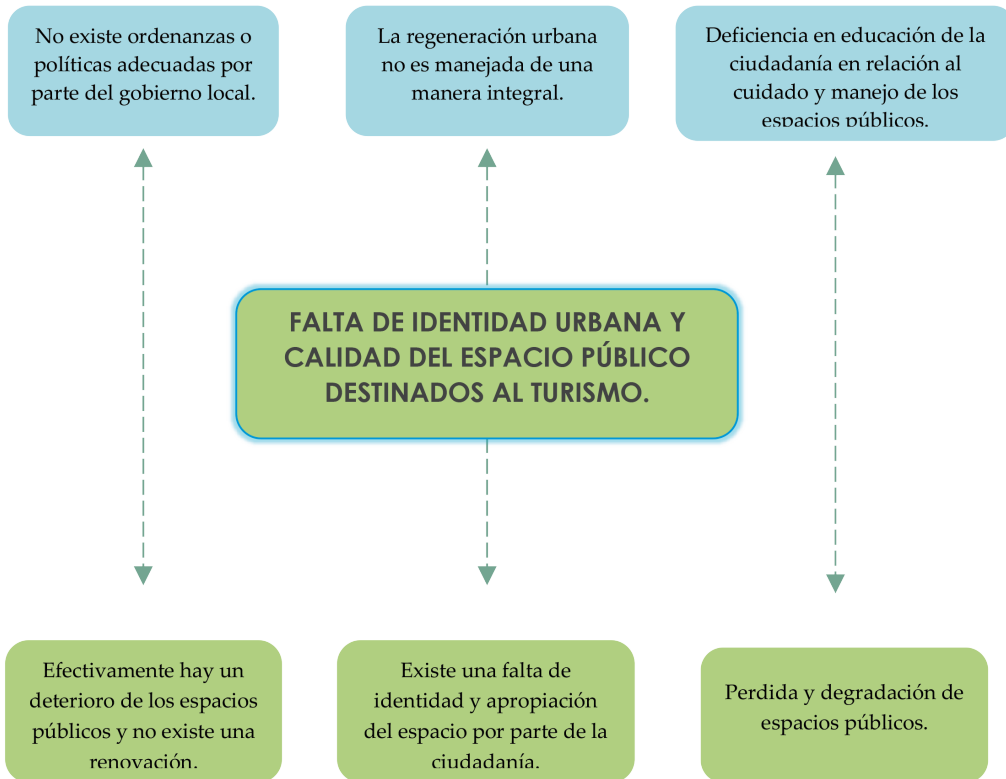 No existe ordenanzas o
políticas adecuadas por
parte del gobierno local.
La regeneración urbana
no es manejada de una
manera integral.
Deficiencia en educación de la
ciudadanía en relación al
cuidado y manejo de los
espacios públicos.
FALTA DE IDENTIDAD URBANA Y
CALIDAD DEL ESPACIO PÚBLICO
DESTINADOS AL TURISMO.
Efectivamente hay un
deterioro de los espacios
públicos y no existe una
renovación.
Existe una falta de
identidad y apropiación
del espacio por parte de la
ciudadanía.
Perdida y degradación de
espacios públicos.